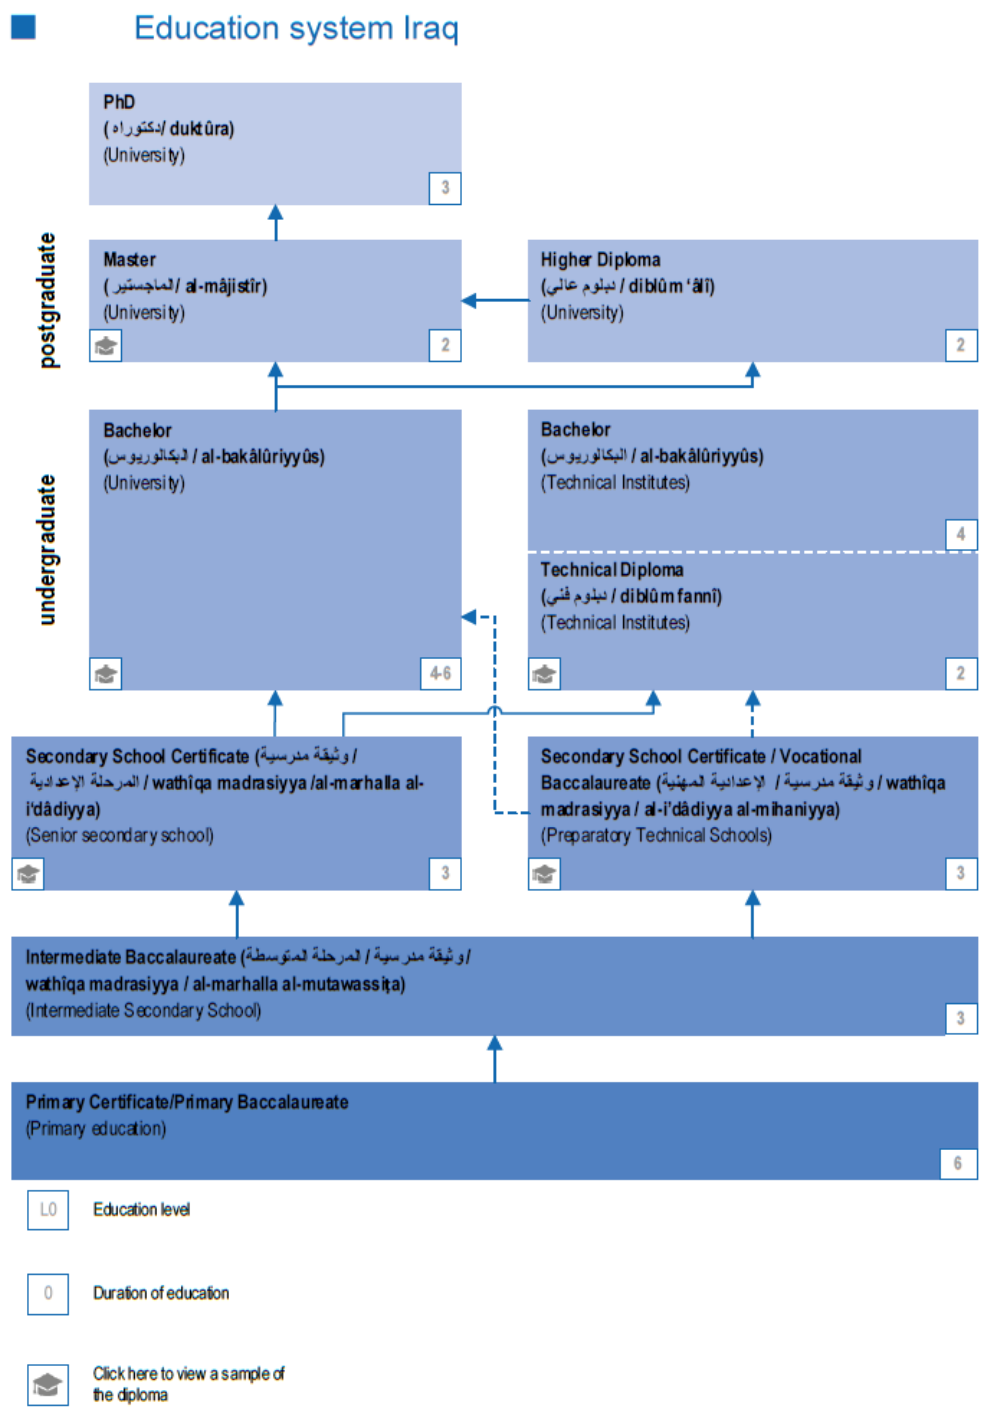 Education system Iraq
PhD
( دكتوراه/ duktûra)
(University)
3
postgraduate
Master
( الماجستير/ al-mâjistîr)
(University)
2
Higher Diploma
(دبلوم عالي / diblûm ‘âlî)
(University)
2
undergraduate
Bachelor
(البكالوريوس / al-bakâlûriyyûs)
(University)
4-6
Bachelor
(البكالوريوس / al-bakâlûriyyûs)
(Technical Institutes)
4
Technical Diploma
(دبلوم فني / diblûm fannî)
(Technical Institutes)
2
Secondary School Certificate (وثيقة مدرسية /
المرحلة الإعدادية / wathîqa madrasiyya /al-marhalla al-
i‘dâdiyya)
(Senior secondary school)
3
Secondary School Certificate / Vocational
Baccalaureate (وثيقة مدرسية / الإعدادية المهنية / wathîqa
madrasiyya / al-i’dâdiyya al-mihaniyya)
(Preparatory Technical Schools)
3
Intermediate Baccalaureate (وثيقة مدرسية / المرحلة المتوسطة/
wathîqa madrasiyya / al-marhalla al-mutawassiṭa)
(Intermediate Secondary School)
3
Primary Certificate/Primary Baccalaureate
(Primary education)
6
L0
Education level
0
Duration of education
Click here to view a sample of
the diploma